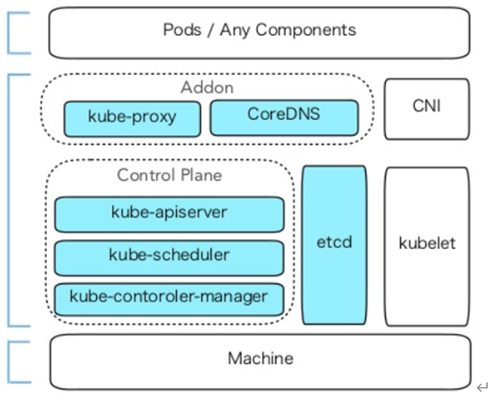 Pods / Any Components
Addon
kube-proxy
CoreDNS
CNI
Control Plane
kube-apiserver
kube-scheduler
kube-contoroler-manager
etcd
kubelet
Machine